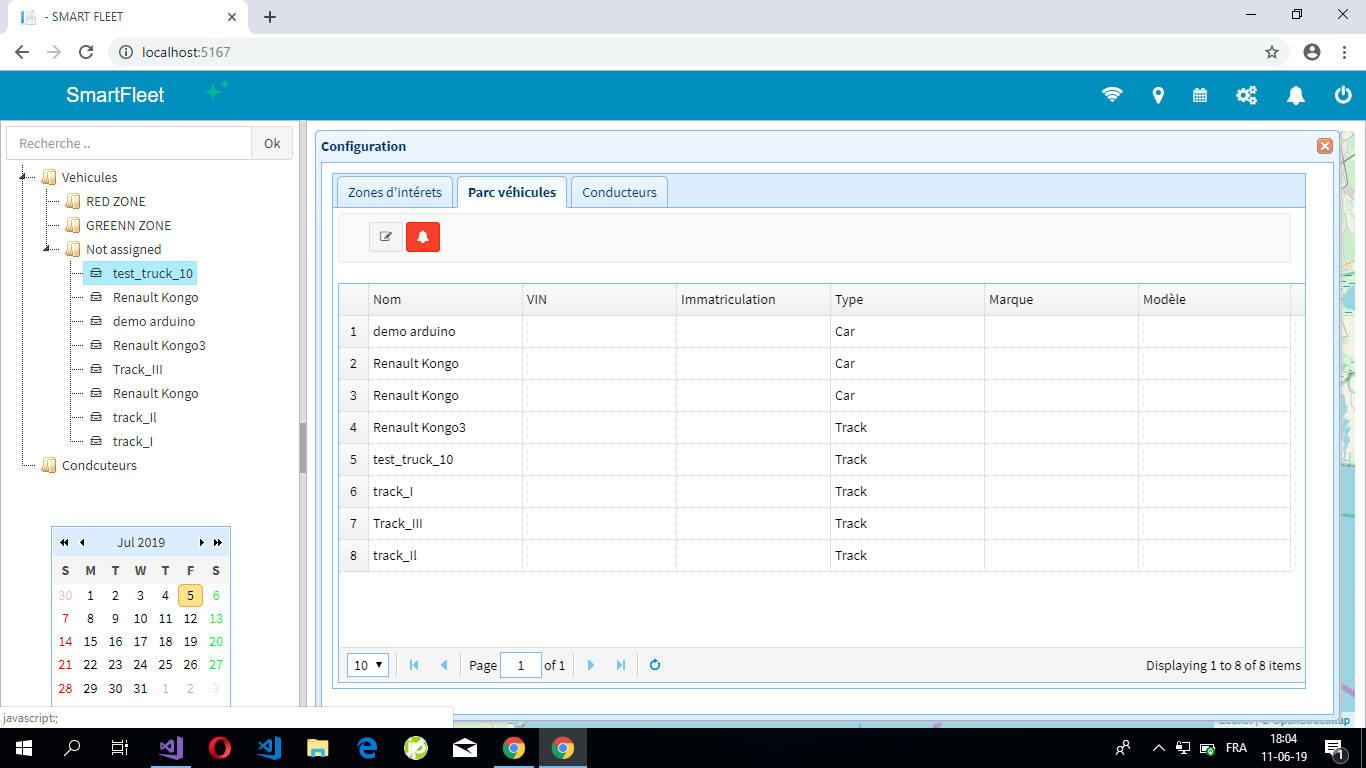 - SMART FLEET
localhost:5167
SmartFleet
Recherche ..
Ok
Vehicules
RED ZONE
GREENN ZONE
Not assigned
test_truck_10
Renault Kongo
demo arduino
Renault Kongo3
Track_III
Renault Kongo
track_Il
track_I
Condcuteurs
Jul 2019
S M T W T F S
30 1 2 3 4 5 6
7 8 9 10 11 12 13
14 15 16 17 18 19 20
21 22 23 24 25 26 27
28 29 30 31 1 2 3
javascript:;
Configuration
Zones d'intérets Parc véhicules Conducteurs
Nom VIN Immatriculation Type Marque Modèle
1 demo arduino Car
2 Renault Kongo Car
3 Renault Kongo Car
4 Renault Kongo3 Track
5 test_truck_10 Track
6 track_I Track
7 Track_III Track
8 track_Il Track
10 Page 1 of 1 Displaying 1 to 8 of 8 items
Leaflet | © OpenStreetMap
FRA
18:04
11-06-19
1